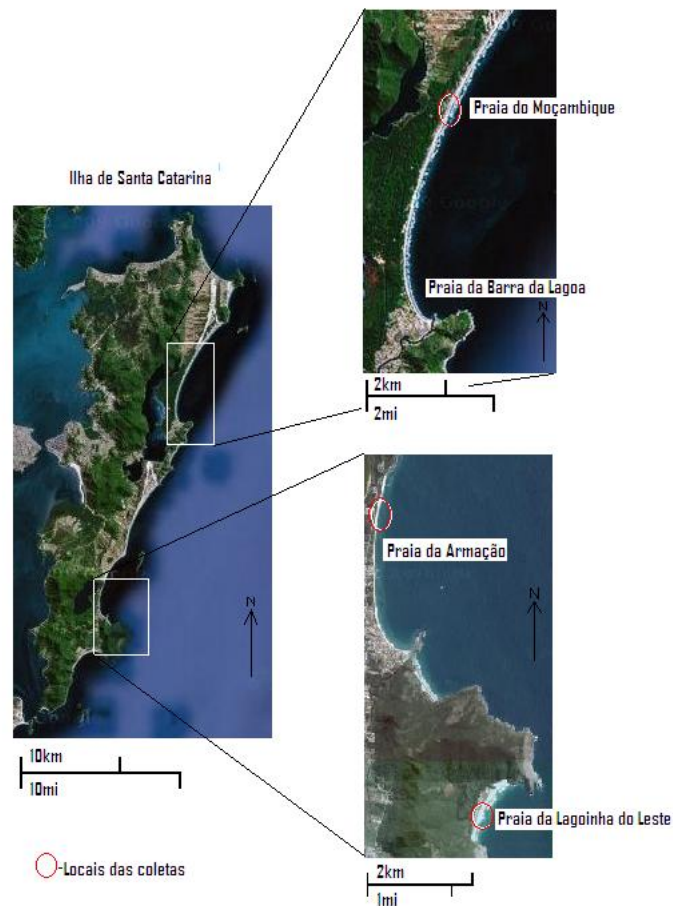 Ilha de Santa Catarina
Praia do Moçambique
Praia da Barra da Lagoa
N
2km
2mi
N
10km
10mi
Praia da Armação
N
Praia da Lagoinha do Leste
2km
1mi
-Locais das coletas